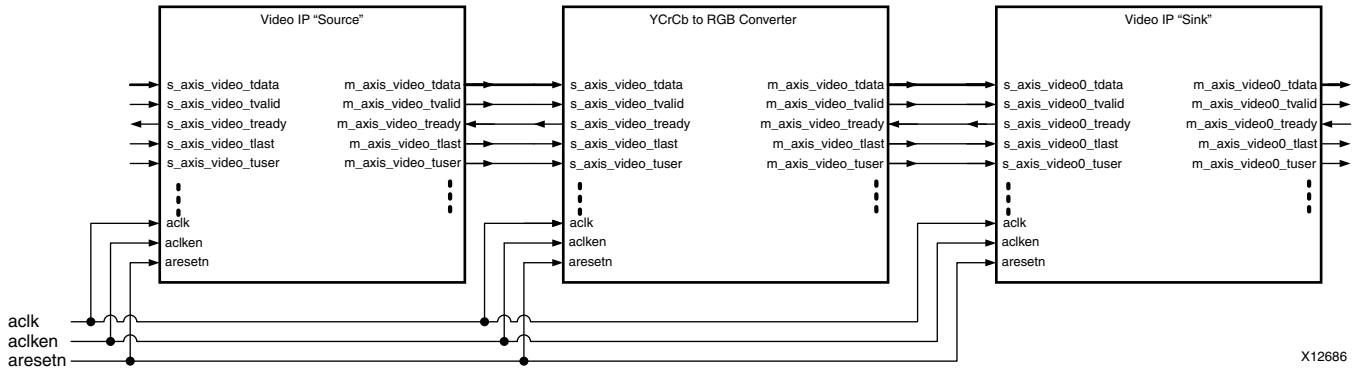 Video IP “Source”
YCrCb to RGB Converter
Video IP “Sink”
s_axis_video_tdata
m_axis_video_tdata
s_axis_video_tdata
m_axis_video_tdata
s_axis_video0_tdata
m_axis_video0_tdata
s_axis_video_tvalid
m_axis_video_tvalid
s_axis_video_tvalid
m_axis_video_tvalid
s_axis_video0_tvalid
m_axis_video0_tvalid
s_axis_video_tready
m_axis_video_tready
s_axis_video_tready
m_axis_video_tready
s_axis_video0_tready
m_axis_video0_tready
s_axis_video_tlast
m_axis_video_tlast
s_axis_video_tlast
m_axis_video_tlast
s_axis_video0_tlast
m_axis_video0_tlast
s_axis_video_tuser
m_axis_video_tuser
s_axis_video_tuser
m_axis_video_tuser
s_axis_video0_tuser
m_axis_video0_tuser
aclk
aclk
aclk
aclken
aclken
aclken
aresetn
aresetn
aresetn
aclk
aclken
aresetn
X12686